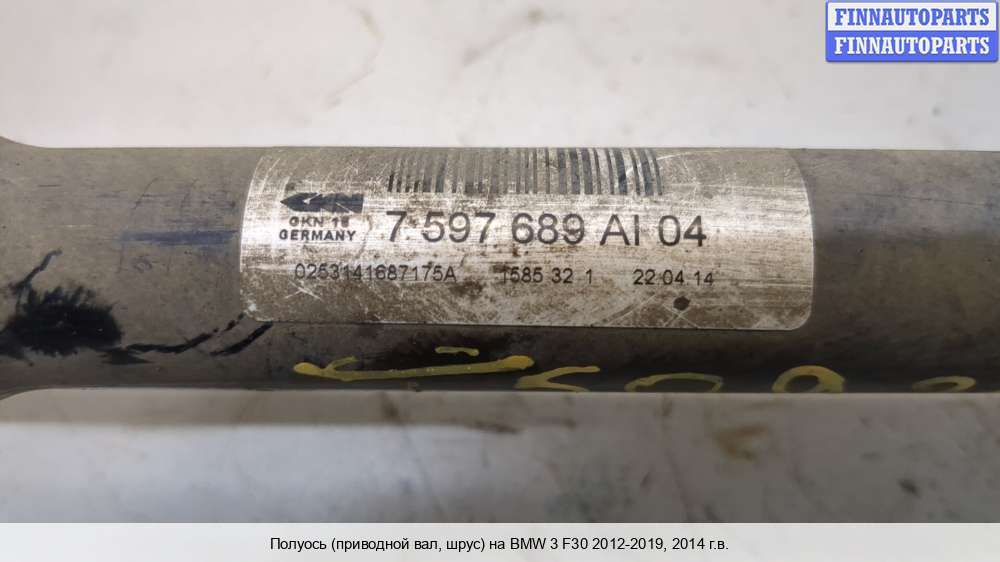 FINNAUTOPARTS
FINNAUTOPARTS
GKN 15
GERMANY
7 597 689 AI 04
0253141687175A 1585 32 1 22.04.14
Полуось (приводной вал, шрус) на BMW 3 F30 2012-2019, 2014 г.в.